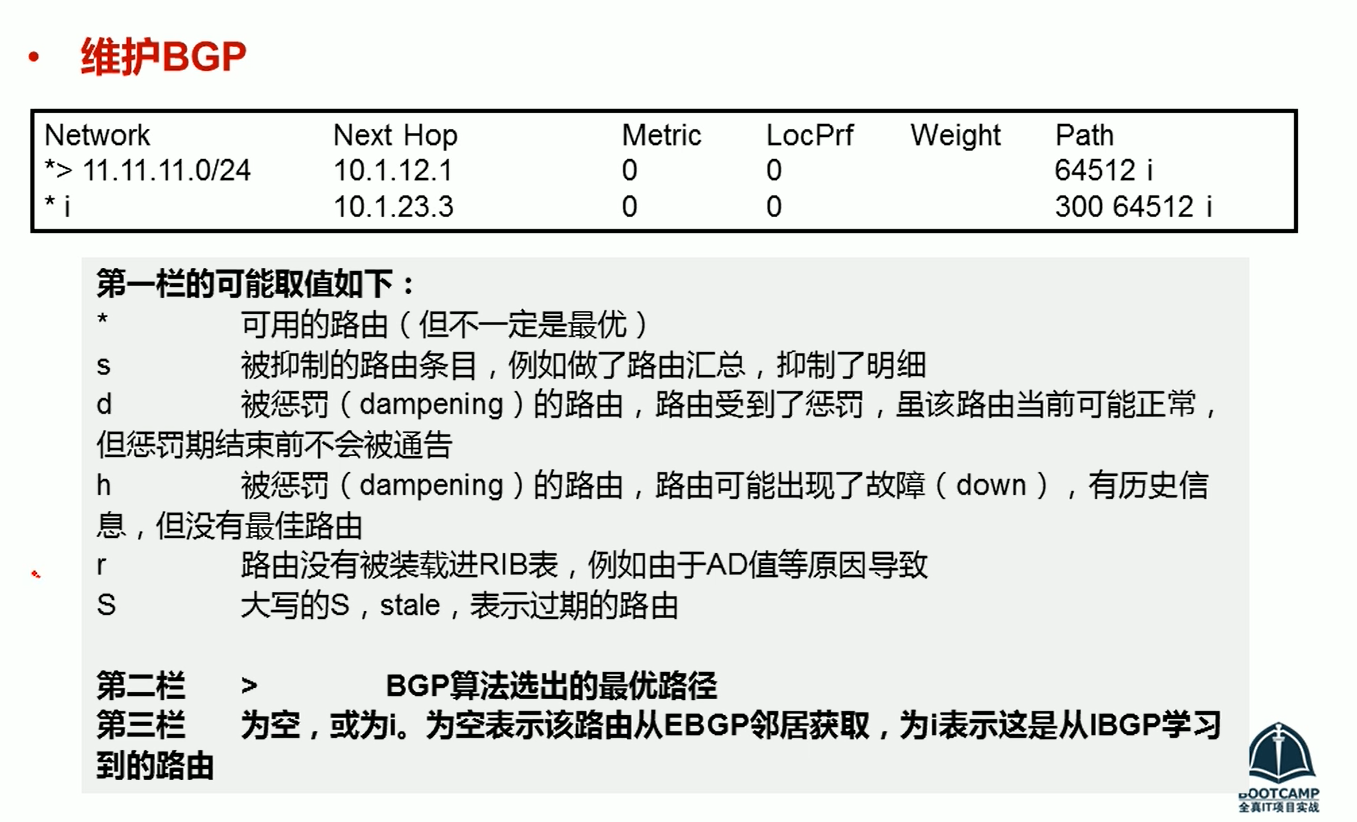 • 维护BGP
Network Next Hop Metric LocPrf Weight Path
*> 11.11.11.0/24 10.1.12.1 0 0 64512 i
* i 10.1.23.3 0 0 300 64512 i
第一栏的可能取值如下：
* 可用的路由（但不一定是最优）
s 被抑制的路由条目，例如做了路由汇总，抑制了明细
d 被惩罚（dampening）的路由，路由受到了惩罚，虽该路由当前可能正常，
但惩罚期结束前不会被通告
h 被惩罚（dampening）的路由，路由可能出现了故障（down），有历史信
息，但没有最佳路由
r 路由没有被装载进RIB表，例如由于AD值等原因导致
S 大写的S，stale，表示过期的路由
第二栏 > BGP算法选出的最优路径
第三栏 为空，或为i。为空表示该路由从EBGP邻居获取，为i表示这是从IBGP学习
到的路由
BOOTCAMP
全真IT项目实战